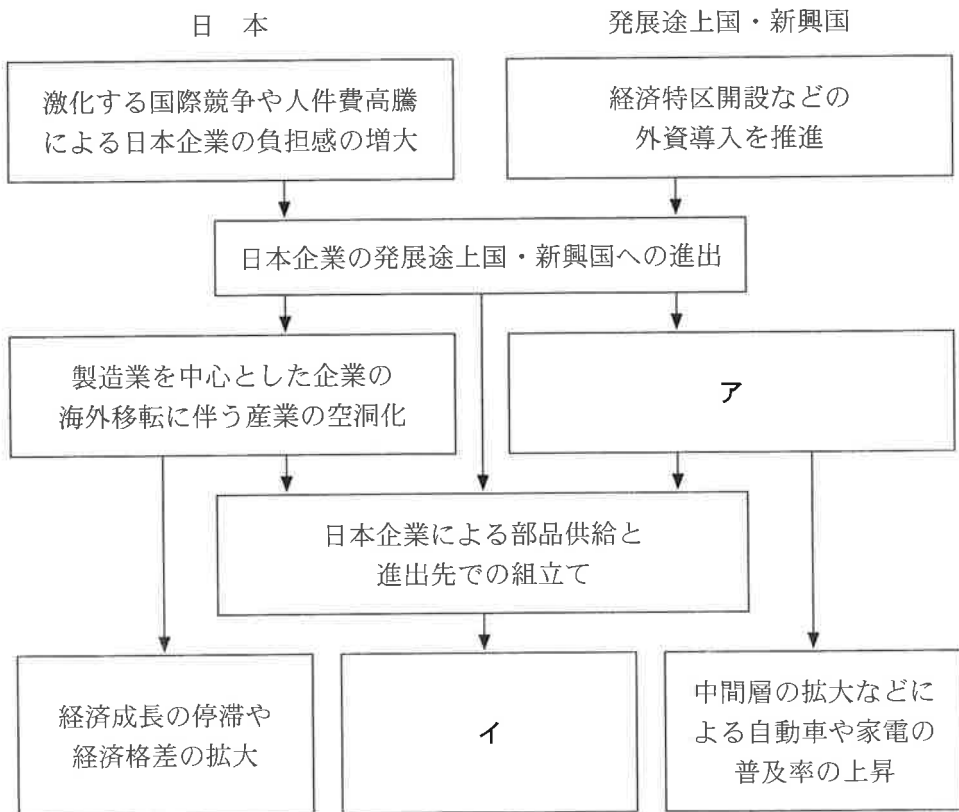 日本
発展途上国・新興国
激化する国際競争や人件費高騰
による日本企業の負担感の増大
経済特区開設などの
外資導入を推進
日本企業の発展途上国・新興国への進出
製造業を中心とした企業の
海外移転に伴う産業の空洞化
ア
日本企業による部品供給と
進出先での組立て
経済成長の停滞や
経済格差の拡大
イ
中間層の拡大などに
よる自動車や家電の
普及率の上昇